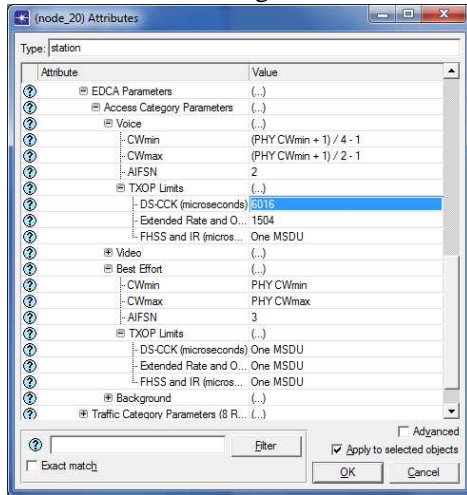 (node_20) Attributes
Type: station
Attribute Value
EDCA Parameters (...)
Access Category Parameters (...)
Voice (...)
CWmin (PHY CWmin + 1) / 4 - 1
CWmax (PHY CWmin + 1) / 2 - 1
AIFSN 2
TXOP Limits (...)
DS-CCK (microseconds) 6016
Extended Rate and O... 1504
FHSS and IR (micros... One MSDU
Video (...)
Best Effort (...)
CWmin PHY CWmin
CWmax PHY CWmax
AIFSN 3
TXOP Limits (...)
DS-CCK (microseconds) One MSDU
Extended Rate and O... One MSDU
FHSS and IR (micros... One MSDU
Background (...)
Traffic Category Parameters (8 R... (...)
Advanced
Filter
Apply to selected objects
Exact match
OK Cancel